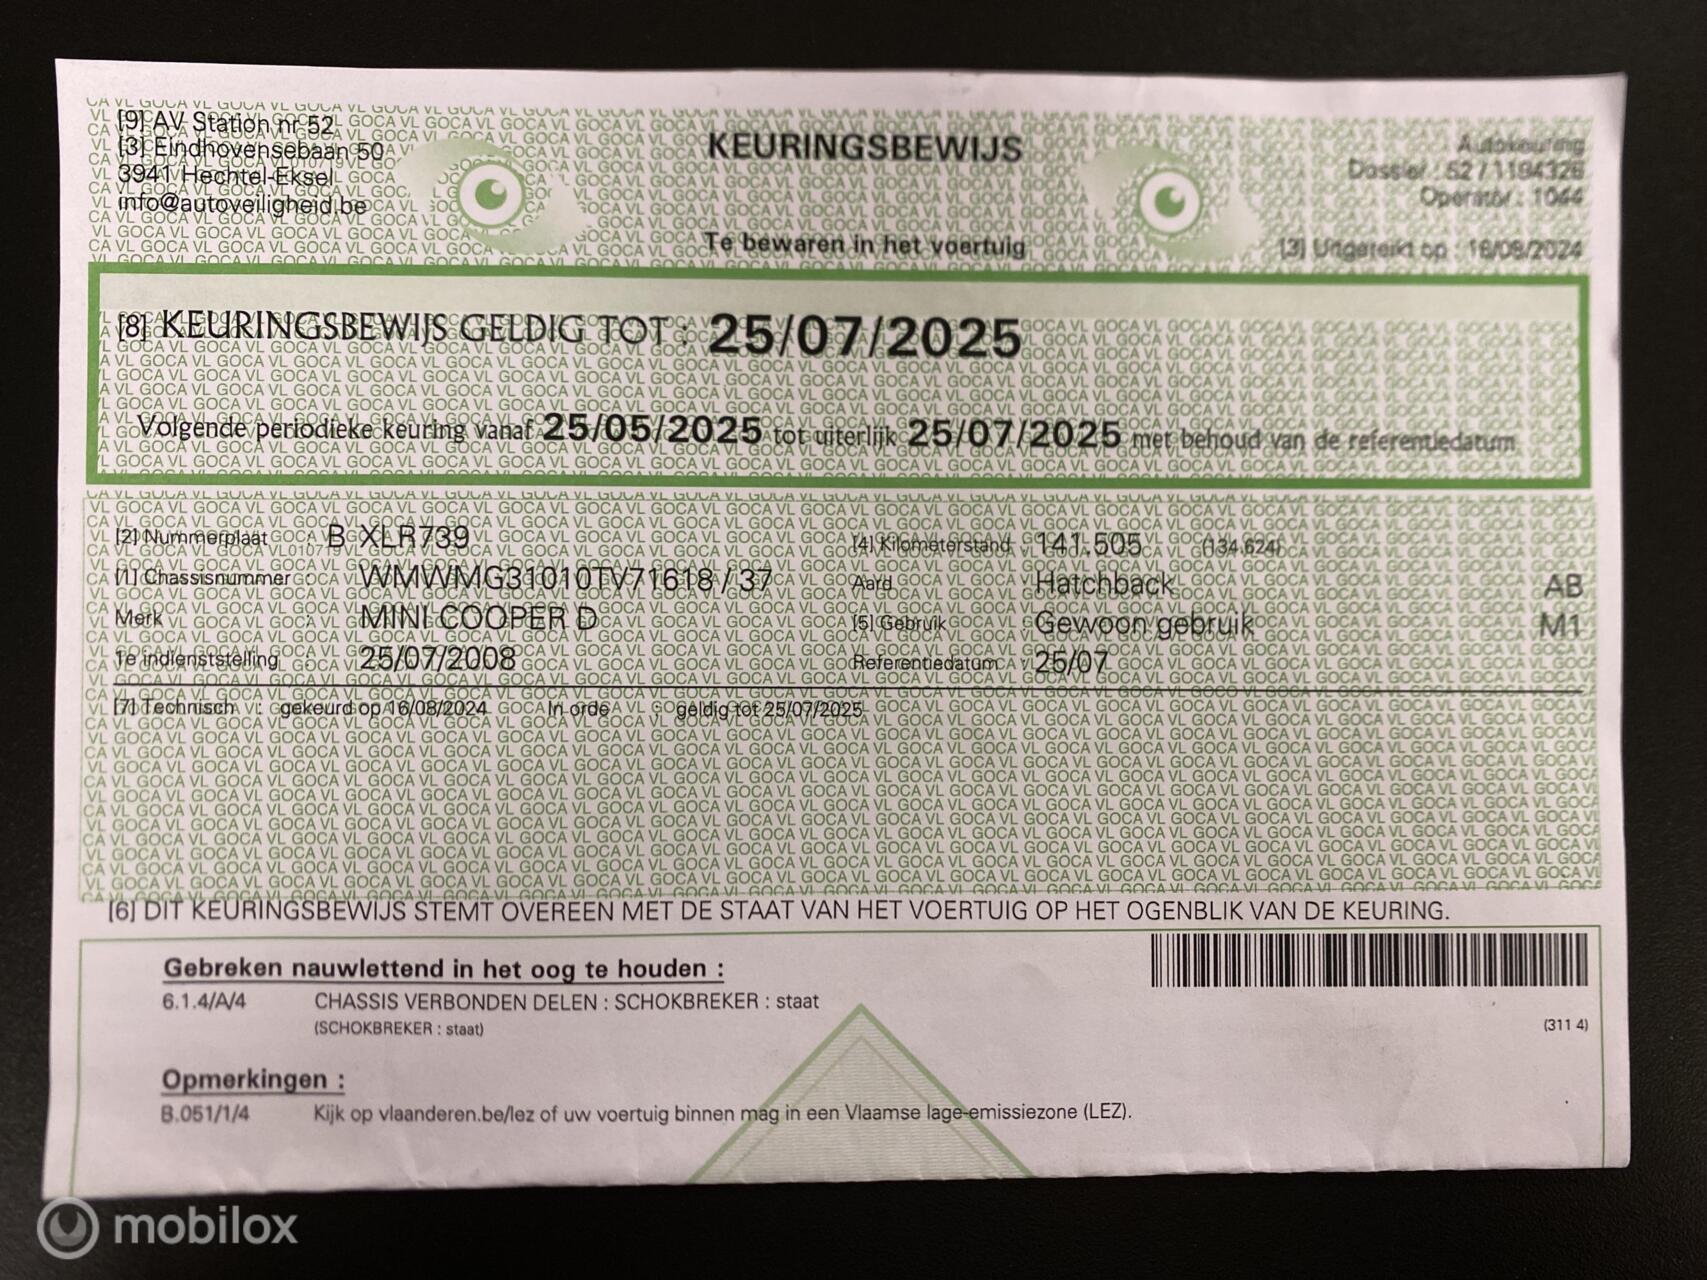 [9] AV Station nr 52
[3] Eindhovensebaan 50
3941 Hechtel-Eksel
info@autoveiligheid.be
KEURINGSBEWIJS
Te bewaren in het voertuig
Autokeuring
Dossier : 52 / 1194326
Operator : 1044
[3] Uitgereikt op : 16/08/2024
[8] KEURINGSBEWIJS GELDIG TOT : 25/07/2025
Volgende periodieke keuring vanaf 25/05/2025 tot uiterlijk 25/07/2025 met behoud van de referentiedatum
[2] Nummerplaat : B XLR739 [4] Kilometerstand : 141.505 (134.624)
[1] Chassisnummer : WMWMG31010TV71618 / 37 Aard : Hatchback AB
Merk : MINI COOPER D [5] Gebruik : Gewoon gebruik M1
1e indienststelling : 25/07/2008 Referentiedatum : 25/07
[7] Technisch : gekeurd op 16/08/2024 In orde : geldig tot 25/07/2025
[6] DIT KEURINGSBEWIJS STEMT OVEREEN MET DE STAAT VAN HET VOERTUIG OP HET OGENBLIK VAN DE KEURING.
Gebreken nauwlettend in het oog te houden :
6.1.4/A/4 CHASSIS VERBONDEN DELEN : SCHOKBREKER : staat
(SCHOKBREKER : staat)
(311 4)
Opmerkingen :
B.051/1/4 Kijk op vlaanderen.be/lez of uw voertuig binnen mag in een Vlaamse lage-emissiezone (LEZ).
mobilox